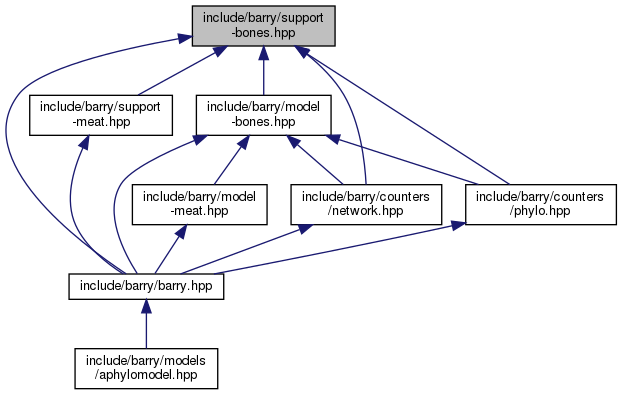 include/barry/support
-bones.hpp
include/barry/support
-meat.hpp
include/barry/model
-bones.hpp
include/barry/model
-meat.hpp
include/barry/counters
/network.hpp
include/barry/counters
/phylo.hpp
include/barry/barry.hpp
include/barry/models
/aphylomodel.hpp